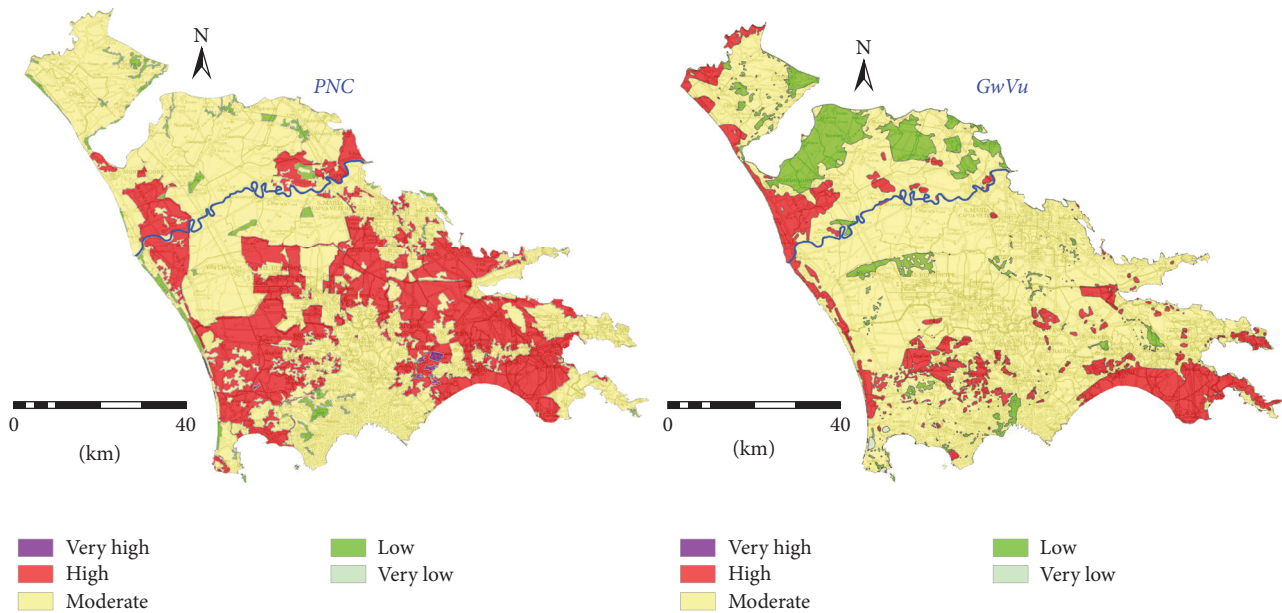 N
PNC
0 40
(km)
Very high
High
Moderate
Low
Very low
N
GwVu
0 40
(km)
Very high
High
Moderate
Low
Very low